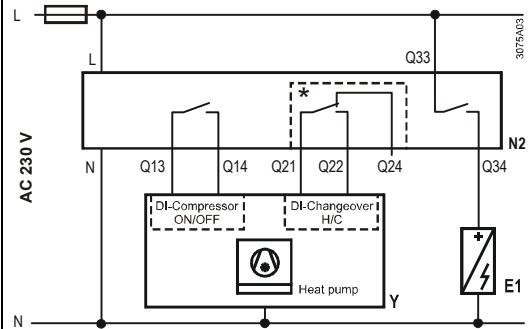 L
3075A03
L
Q33
*
N2
AC 230 V
N
Q13
Q14
Q21
Q22
Q24
Q34
DI-Compressor
ON/OFF
DI-Changeover
H/C
+
E1
Heat pump
Y
N